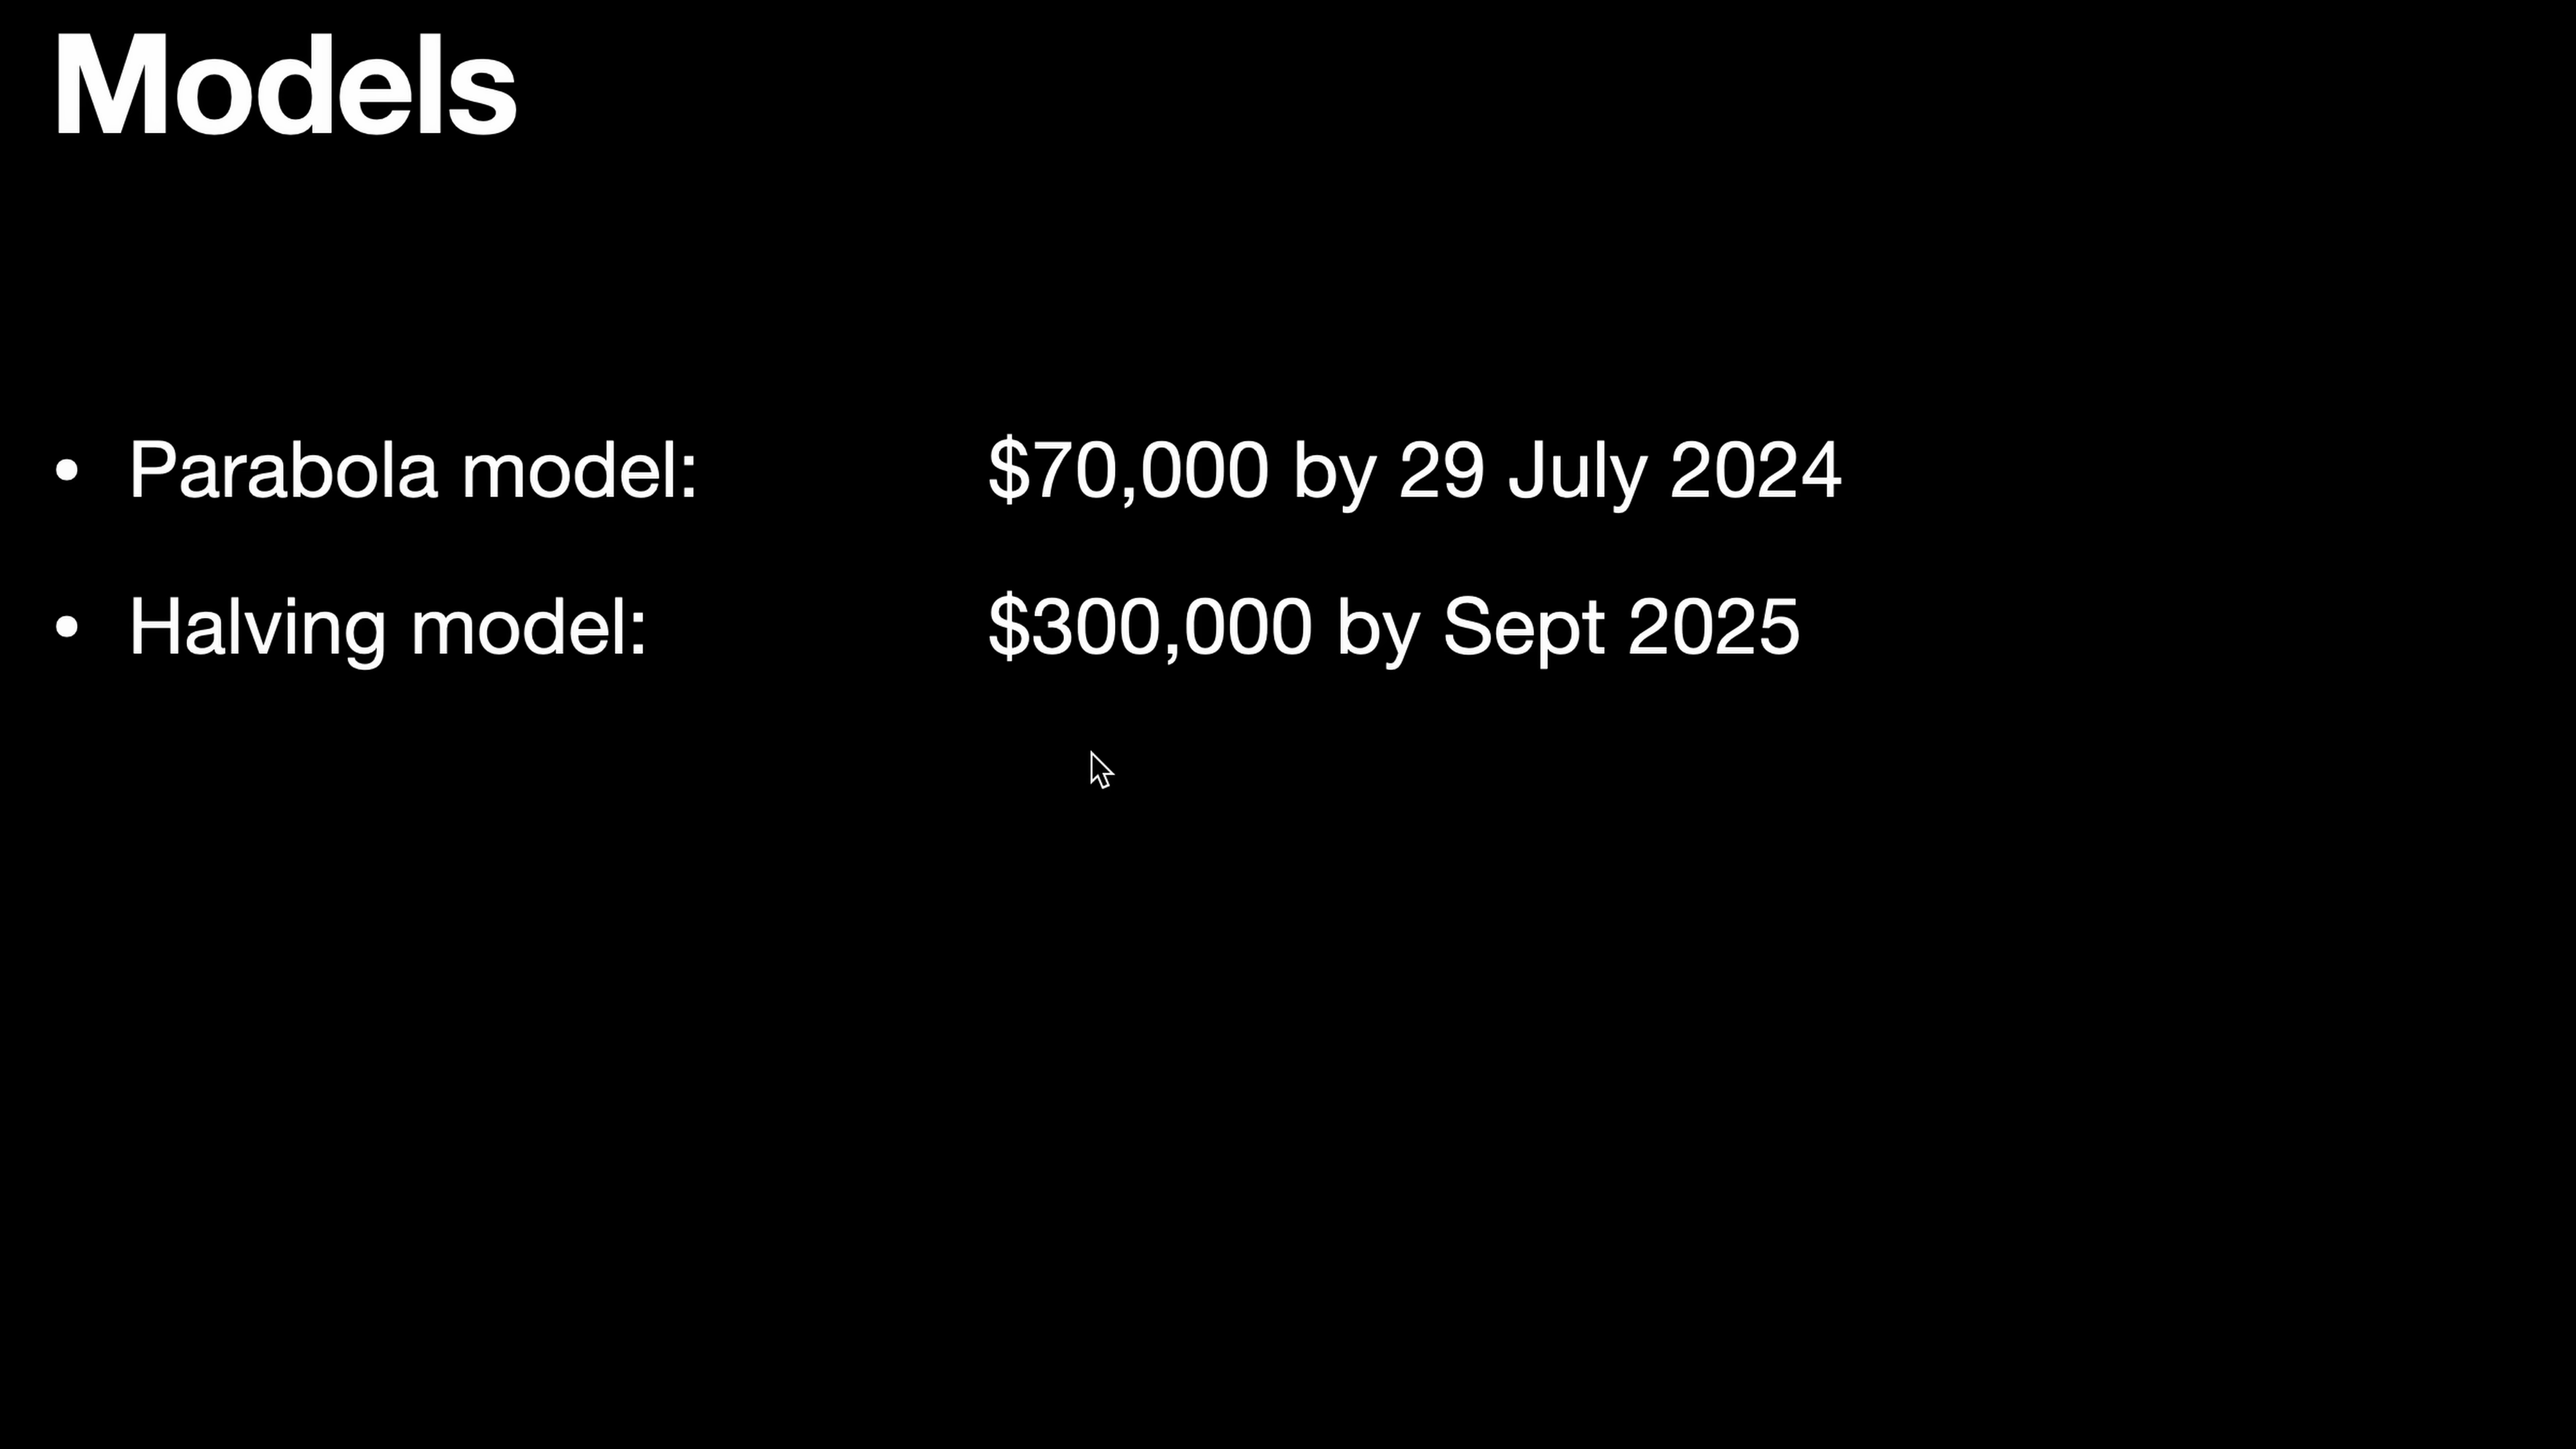 Models
• Parabola model: $70,000 by 29 July 2024
• Halving model: $300,000 by Sept 2025